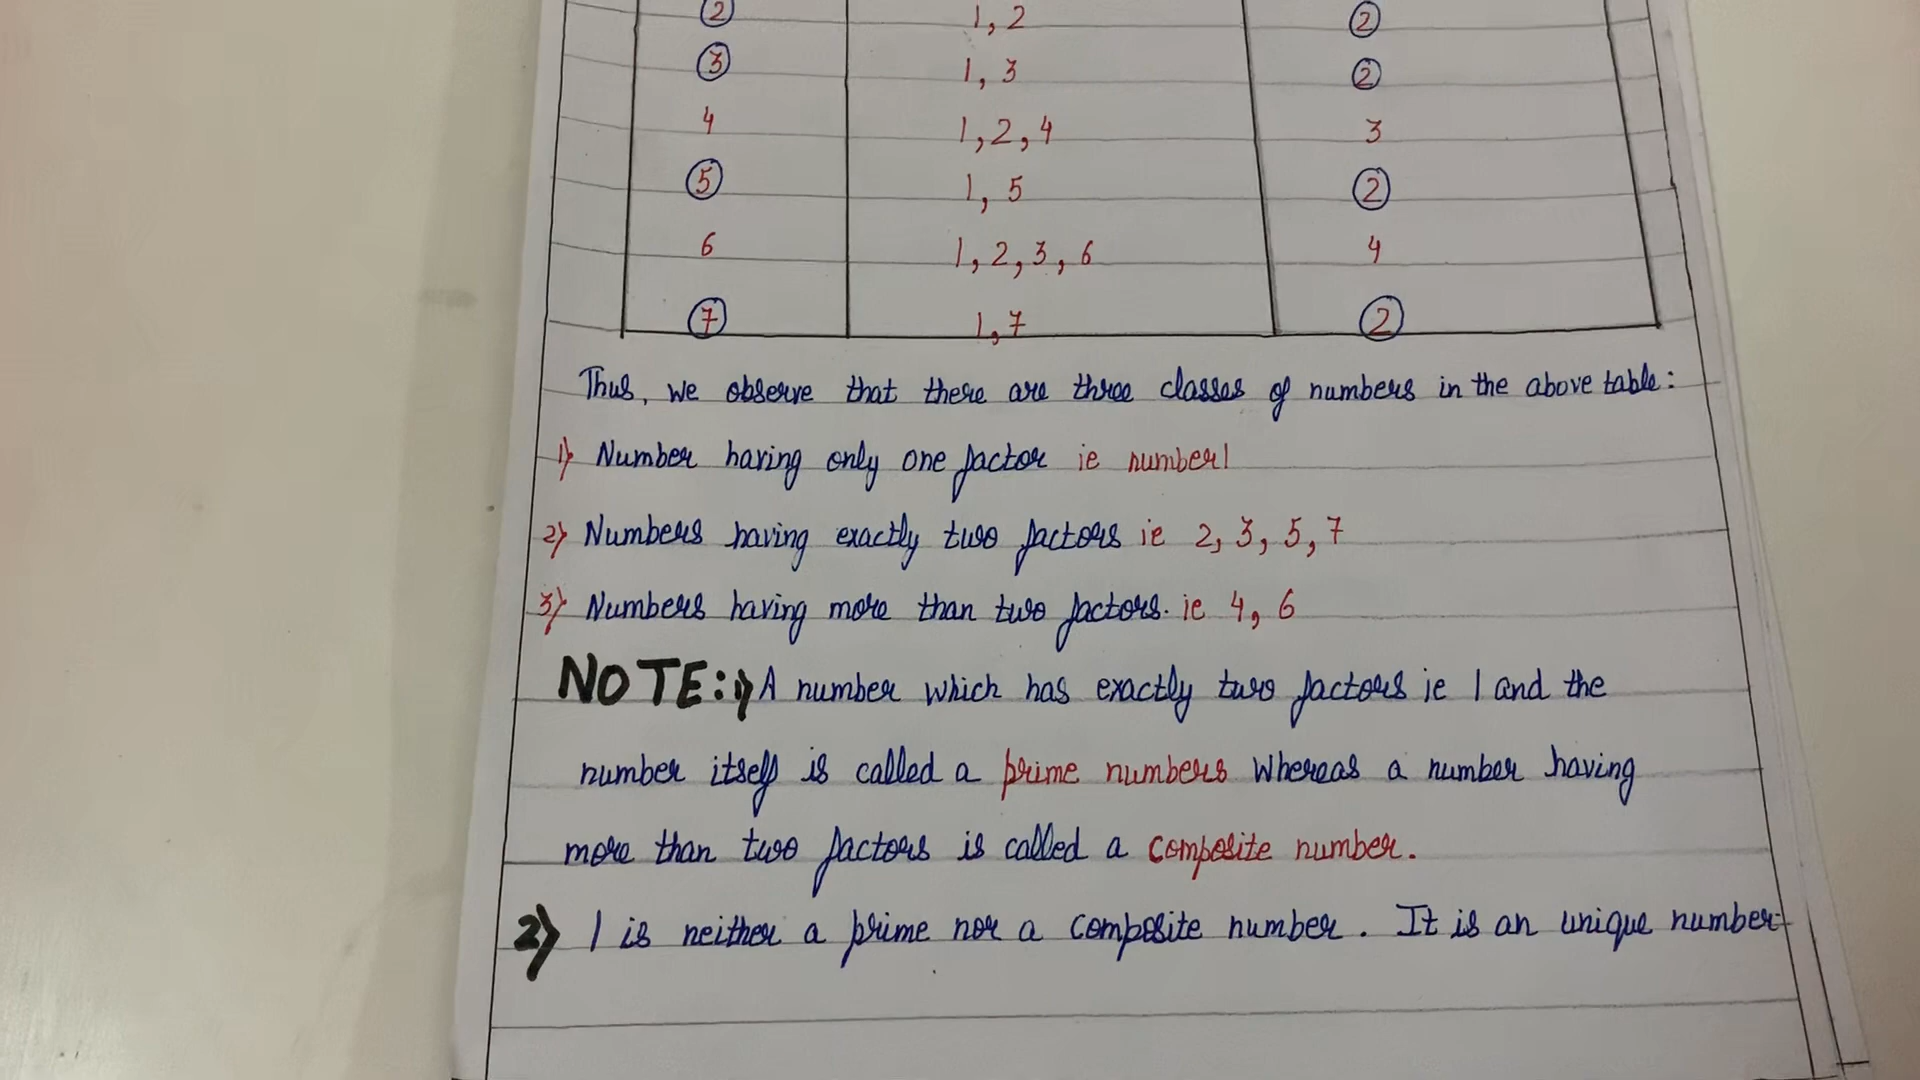 2 1, 2 2
3 1, 3 2
4 1, 2, 4 3
5 1, 5 2
6 1, 2, 3, 6 4
7 1, 7 2
Thus, we observe that there are three classes of numbers in the above table:
1) Number having only one factor ie number 1
2) Numbers having exactly two factors ie 2, 3, 5, 7
3) Numbers having more than two factors. ie 4, 6
NOTE: 1) A number which has exactly two factors ie 1 and the
number itself is called a prime numbers whereas a number having
more than two factors is called a composite number.
2) 1 is neither a prime nor a composite number. It is an unique number.